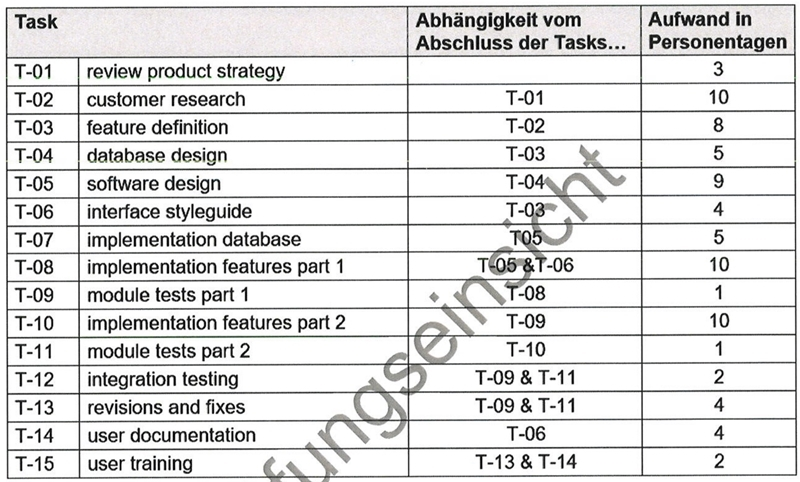 Task Abhängigkeit vom Abschluss der Tasks... Aufwand in Personentagen
T-01 review product strategy 3
T-02 customer research T-01 10
T-03 feature definition T-02 8
T-04 database design T-03 5
T-05 software design T-04 9
T-06 interface styleguide T-03 4
T-07 implementation database T05 5
T-08 implementation features part 1 T-05 &T-06 10
T-09 module tests part 1 T-08 1
T-10 implementation features part 2 T-09 10
T-11 module tests part 2 T-10 1
T-12 integration testing T-09 & T-11 2
T-13 revisions and fixes T-09 & T-11 4
T-14 user documentation T-06 4
T-15 user training T-13 & T-14 2
fungseinsicht